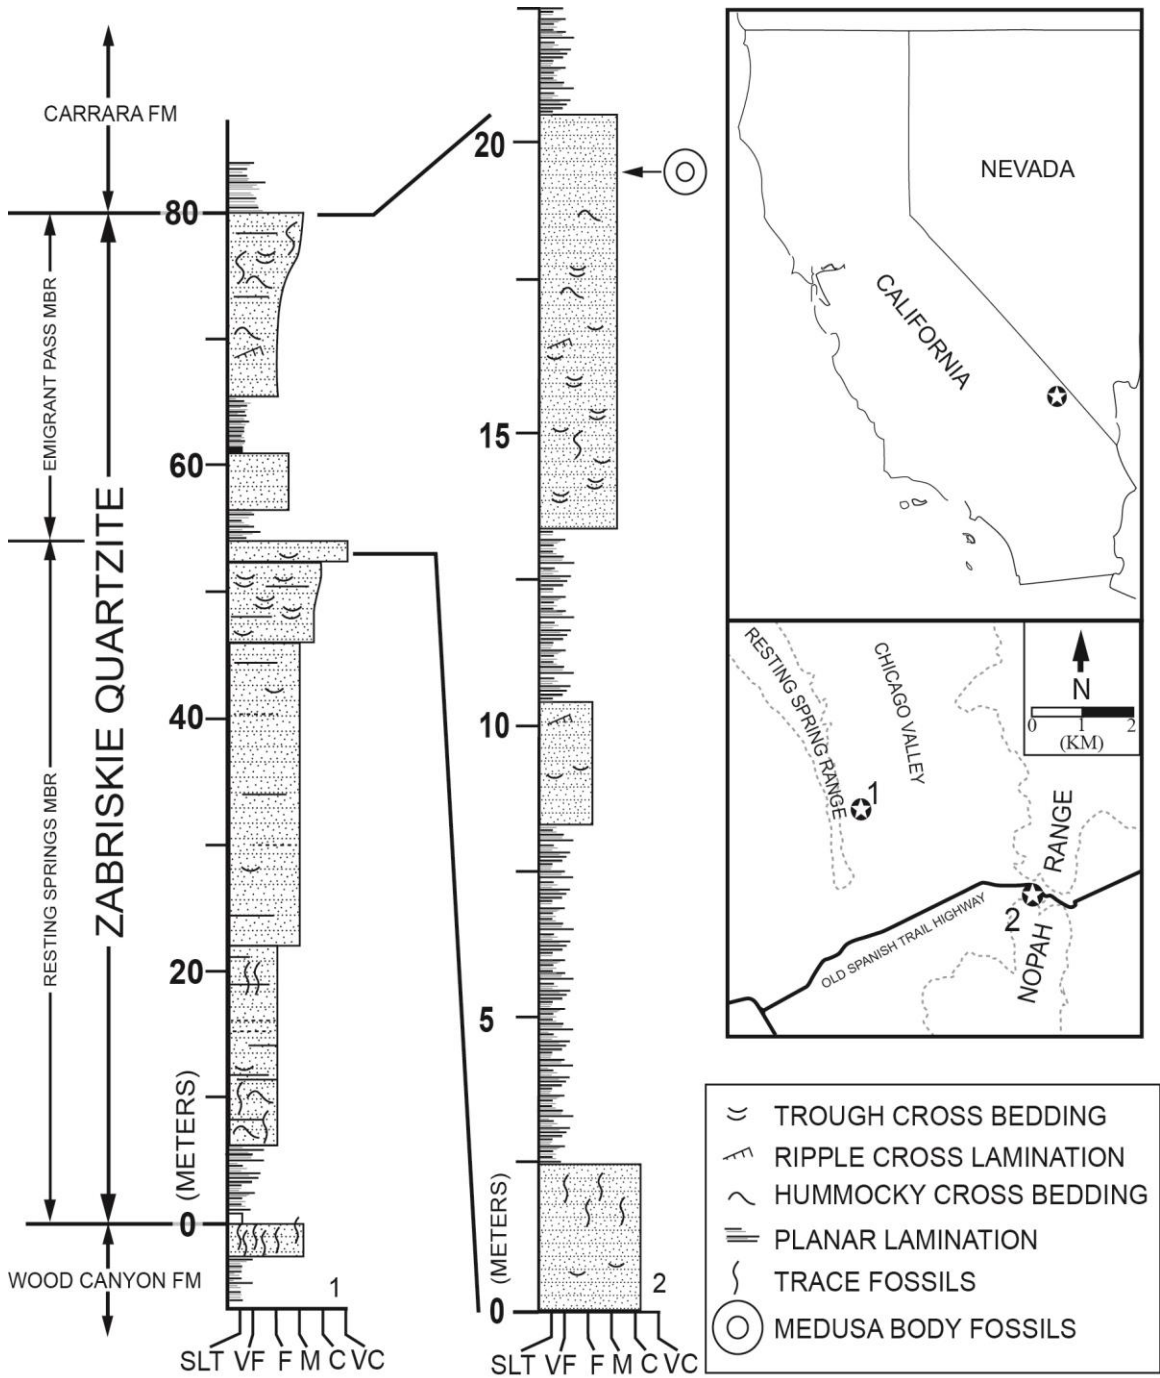 CARRARA FM
EMIGRANT PASS MBR
RESTING SPRINGS MBR
ZABRISKIE QUARTZITE
WOOD CANYON FM
80
60
40
20
0
(METERS)
1
SLT VF F M C VC
20
15
10
5
0
(METERS)
2
SLT VF F M C VC
NEVADA
CALIFORNIA
RESTING SPRING RANGE
CHICAGO VALLEY
N
0 1 2
(KM)
1
NOPAH RANGE
2
OLD SPANISH TRAIL HIGHWAY
TROUGH CROSS BEDDING
RIPPLE CROSS LAMINATION
HUMMOCKY CROSS BEDDING
PLANAR LAMINATION
TRACE FOSSILS
MEDUSA BODY FOSSILS